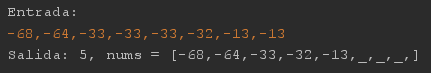 Entrada:
-68,-64,-33,-33,-33,-32,-13,-13
Salida: 5, nums = [-68,-64,-33,-32,-13,_,_,_,]